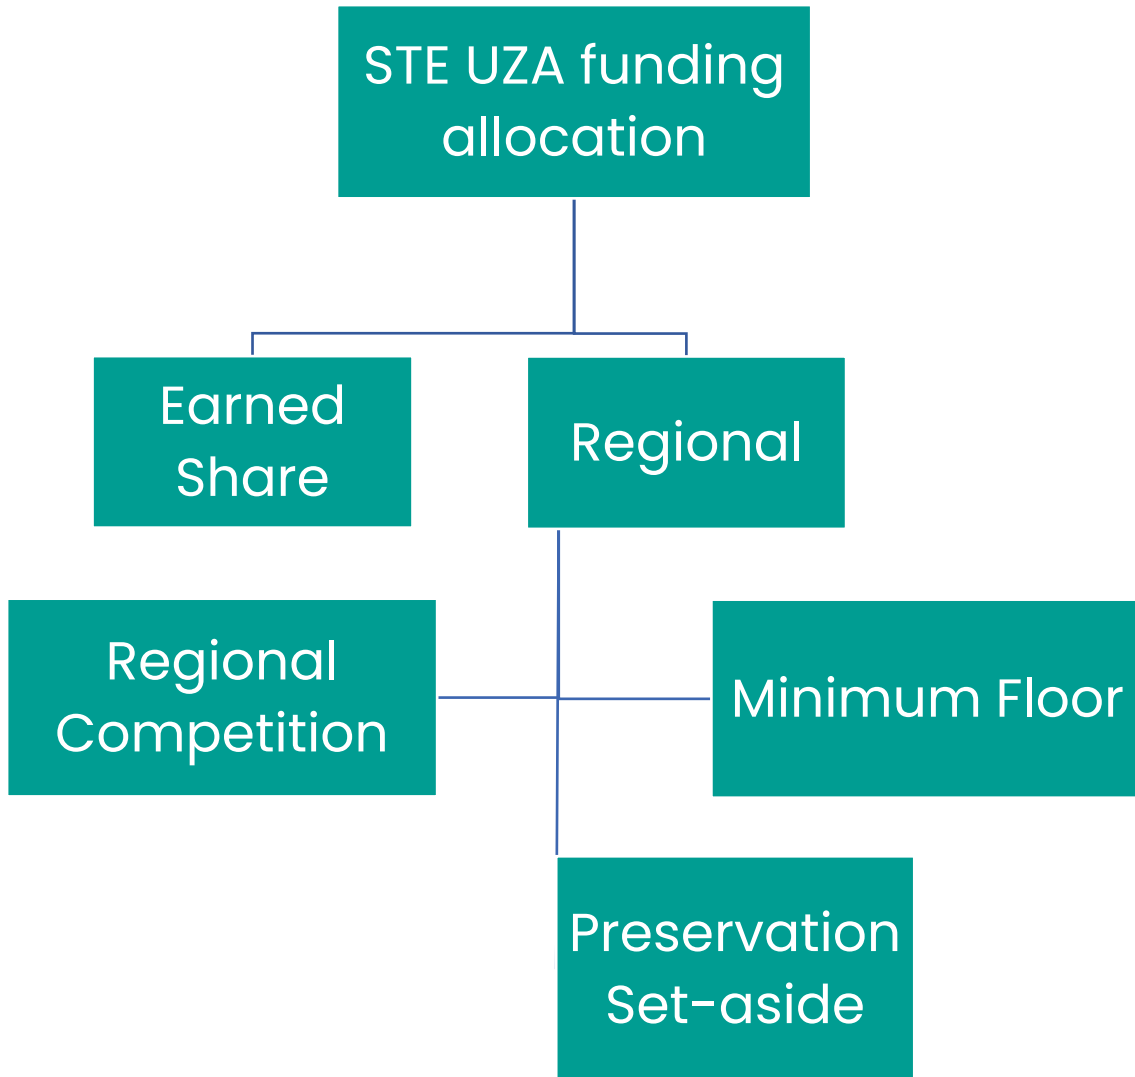 STE UZA funding
allocation
Earned
Share
Regional
Regional
Competition
Minimum Floor
Preservation
Set-aside